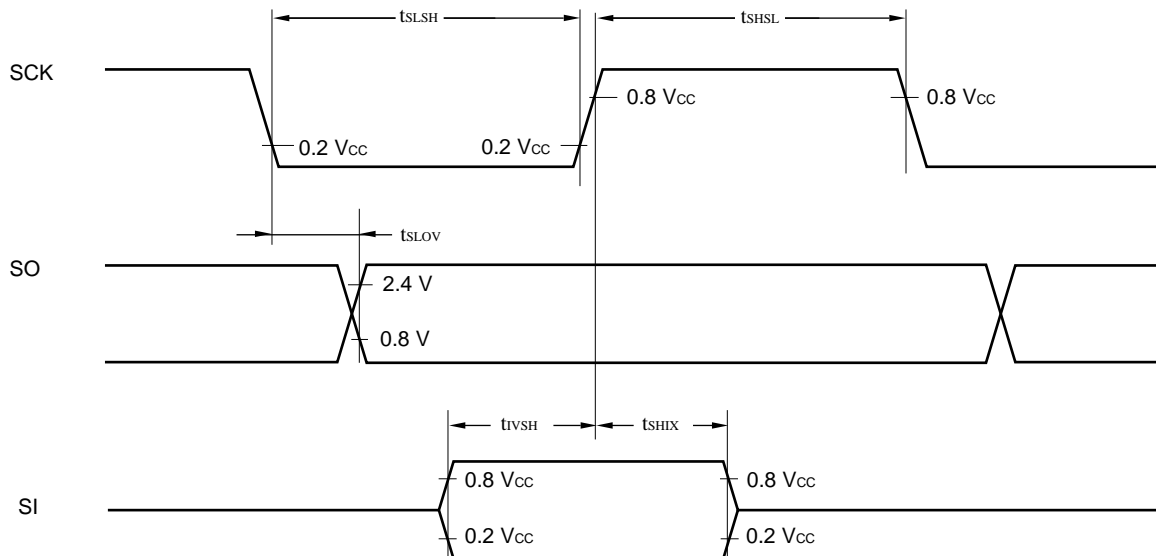 tSLSH
tSHSL
SCK
0.8 VCC
0.8 VCC
0.2 VCC
0.2 VCC
tSLOV
SO
2.4 V
0.8 V
tIVSH
tSHIX
0.8 VCC
0.8 VCC
SI
0.2 VCC
0.2 VCC